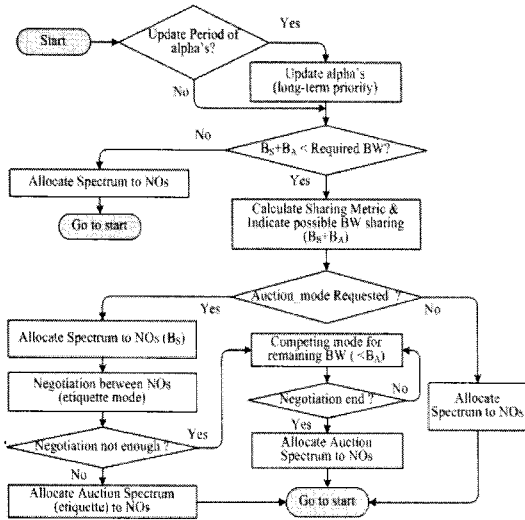 Start
Update Period of
alpha's?
Yes
No
Update alpha's
(long-term priority)
BS+BA < Required BW?
No
Yes
Allocate Spectrum to NOs
Go to start
Calculate Sharing Metric &
Indicate possible BW sharing
(BS+BA)
Auction_mode Requested ?
Yes
No
Allocate Spectrum to NOs (BS)
Negotiation between NOs
(etiquette mode)
Negotiation not enough ?
Yes
No
Allocate Auction Spectrum
(etiquette) to NOs
Competing mode for
remaining BW ( <BA)
Negotiation end ?
No
Yes
Allocate Auction
Spectrum to NOs
Allocate
Spectrum to NOs
Go to start